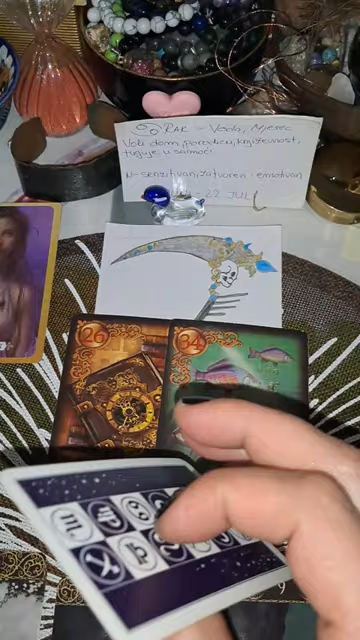 ♋ RAK - Voda, Mjesec
Voli dom, porodicu, književnost,
tuguje u samoći
N-senzitivan, zatvoren i emotivan
- 22 JUL
26
34